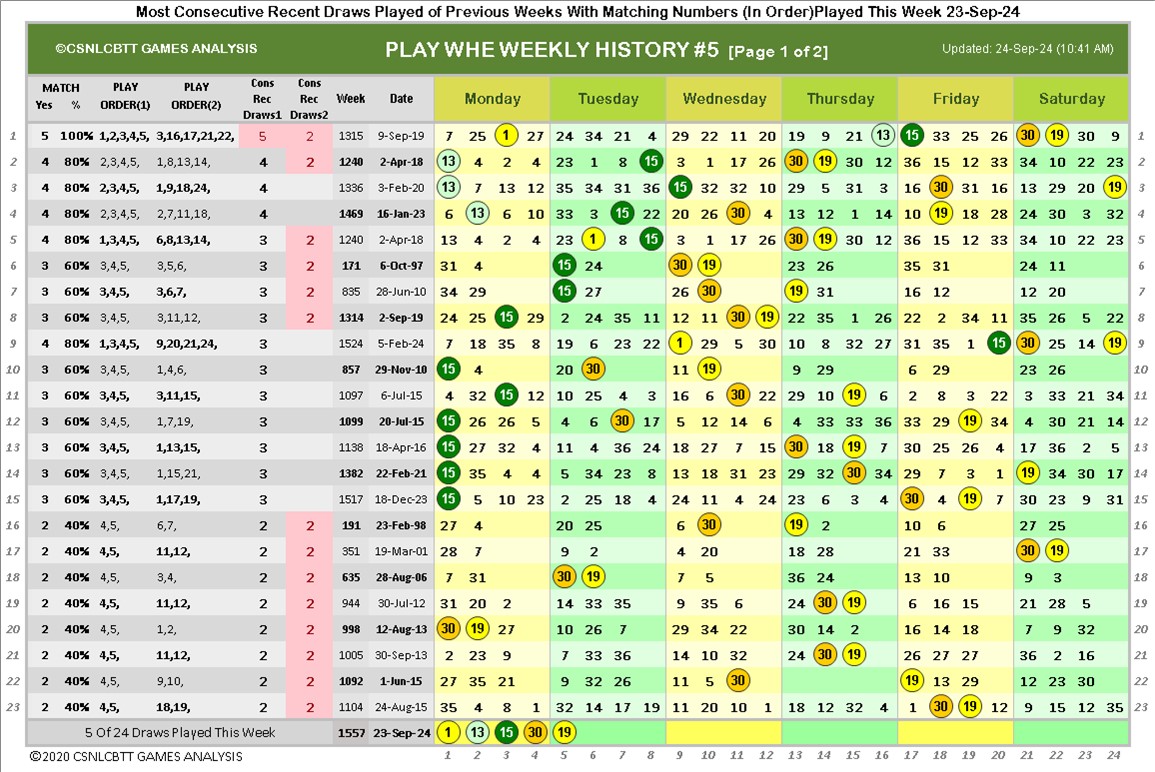 Most Consecutive Recent Draws Played of Previous Weeks With Matching Numbers (In Order)Played This Week 23-Sep-24
©CSNLCBTT GAMES ANALYSIS PLAY WHE WEEKLY HISTORY #5 [Page 1 of 2] Updated: 24-Sep-24 (10:41 AM)
MATCH Yes % PLAY ORDER(1) PLAY ORDER(2) Cons Rec Draws1 Cons Rec Draws2 Week Date Monday Tuesday Wednesday Thursday Friday Saturday
1 5 100% 1,2,3,4,5, 3,16,17,21,22, 5 2 1315 9-Sep-19 7 25 1 27 24 34 21 4 29 22 11 20 19 9 21 13 15 33 25 26 30 19 30 9 1
2 4 80% 2,3,4,5, 1,8,13,14, 4 2 1240 2-Apr-18 13 4 2 4 23 1 8 15 3 1 17 26 30 19 30 12 36 15 12 33 34 10 22 23 2
3 4 80% 2,3,4,5, 1,9,18,24, 4 1336 3-Feb-20 13 7 13 12 35 34 31 36 15 32 32 10 29 5 31 3 16 30 31 16 13 29 20 19 3
4 4 80% 2,3,4,5, 2,7,11,18, 4 1469 16-Jan-23 6 13 6 10 33 3 15 22 20 26 30 4 13 12 1 14 10 19 18 28 24 30 3 32 4
5 4 80% 1,3,4,5, 6,8,13,14, 3 2 1240 2-Apr-18 13 4 2 4 23 1 8 15 3 1 17 26 30 19 30 12 36 15 12 33 34 10 22 23 5
6 3 60% 3,4,5, 3,5,6, 3 2 171 6-Oct-97 31 4 15 24 30 19 23 26 35 31 24 11 6
7 3 60% 3,4,5, 3,6,7, 3 2 835 28-Jun-10 34 29 15 27 26 30 19 31 16 12 12 20 7
8 3 60% 3,4,5, 3,11,12, 3 2 1314 2-Sep-19 24 25 15 29 2 24 35 11 12 11 30 19 22 35 1 26 8 2 34 11 35 26 5 22 8
9 4 80% 1,3,4,5, 9,20,21,24, 3 1524 5-Feb-24 7 18 35 8 19 6 23 22 1 29 5 30 10 8 32 27 31 35 1 15 30 25 14 19 9
10 3 60% 3,4,5, 1,4,6, 3 857 29-Nov-10 15 4 20 30 11 19 9 29 6 29 23 26 10
11 3 60% 3,4,5, 3,11,15, 3 1097 6-Jul-15 4 32 15 12 10 25 4 3 16 6 30 22 29 10 19 6 2 8 3 22 3 33 21 34 11
12 3 60% 3,4,5, 1,7,19, 3 1099 20-Jul-15 15 26 26 5 4 6 30 17 5 12 14 6 4 33 33 36 33 29 19 34 4 30 21 14 12
13 3 60% 3,4,5, 1,13,15, 3 1138 18-Apr-16 15 27 32 4 11 4 36 24 18 27 7 15 30 18 19 7 30 25 26 4 17 36 2 5 13
14 3 60% 3,4,5, 1,15,21, 3 1382 22-Feb-21 15 35 4 4 5 34 23 8 13 18 31 23 29 32 30 34 29 7 3 1 19 34 30 17 14
15 3 60% 3,4,5, 1,17,19, 3 1517 18-Dec-23 15 5 10 23 2 25 18 4 24 11 4 24 23 6 3 4 30 4 19 7 30 23 9 31 15
16 2 40% 4,5, 6,7, 2 2 191 23-Feb-98 27 4 20 25 6 30 19 2 10 6 27 25 16
17 2 40% 4,5, 11,12, 2 2 351 19-Mar-01 28 7 9 2 4 20 18 28 21 33 30 19 17
18 2 40% 4,5, 3,4, 2 2 635 28-Aug-06 7 31 30 19 7 5 36 24 13 10 9 3 18
19 2 40% 4,5, 11,12, 2 2 944 30-Jul-12 31 20 2 14 33 35 9 35 6 24 30 19 6 16 15 21 28 5 19
20 2 40% 4,5, 1,2, 2 2 998 12-Aug-13 30 19 27 10 26 7 29 34 22 30 14 2 16 14 18 7 9 32 20
21 2 40% 4,5, 11,12, 2 2 1005 30-Sep-13 2 23 9 7 33 36 14 10 32 24 30 19 26 27 27 36 2 16 21
22 2 40% 4,5, 9,10, 2 2 1092 1-Jun-15 27 35 21 9 32 26 11 5 30 19 13 29 12 23 30 22
23 2 40% 4,5, 18,19, 2 2 1104 24-Aug-15 35 4 8 1 32 14 17 19 11 20 10 1 18 12 32 4 1 30 19 12 9 15 12 35 23
5 Of 24 Draws Played This Week 1557 23-Sep-24 1 13 15 30 19
©2020 CSNLCBTT GAMES ANALYSIS 1 2 3 4 5 6 7 8 9 10 11 12 13 14 15 16 17 18 19 20 21 22 23 24